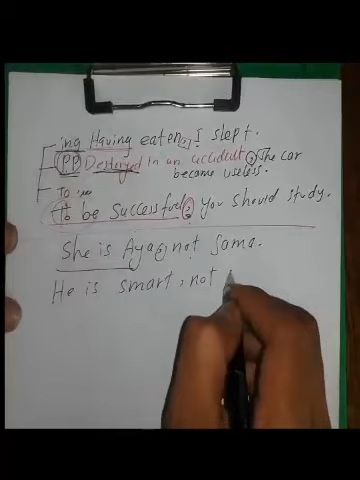 ing Having eaten, I slept.
PP Destroyed in an accident, The car
become useless.
To
To be successful, you should study.
She is Aya, not Sama.
He is smart, not